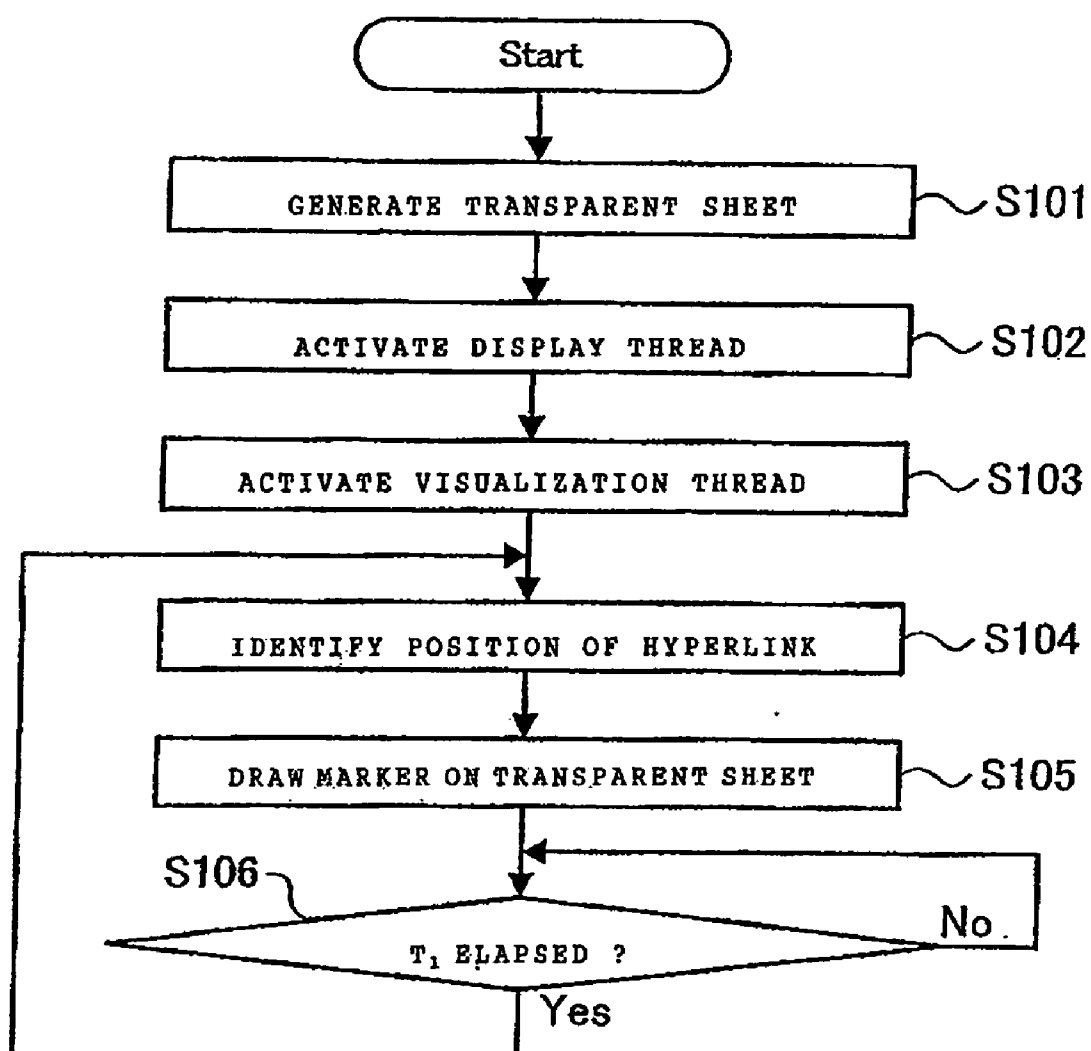 Start
GENERATE TRANSPARENT SHEET
S101
ACTIVATE DISPLAY THREAD
S102
ACTIVATE VISUALIZATION THREAD
S103
IDENTIFY POSITION OF HYPERLINK
S104
DRAW MARKER ON TRANSPARENT SHEET
S105
S106
T₁ ELAPSED ?
No
Yes